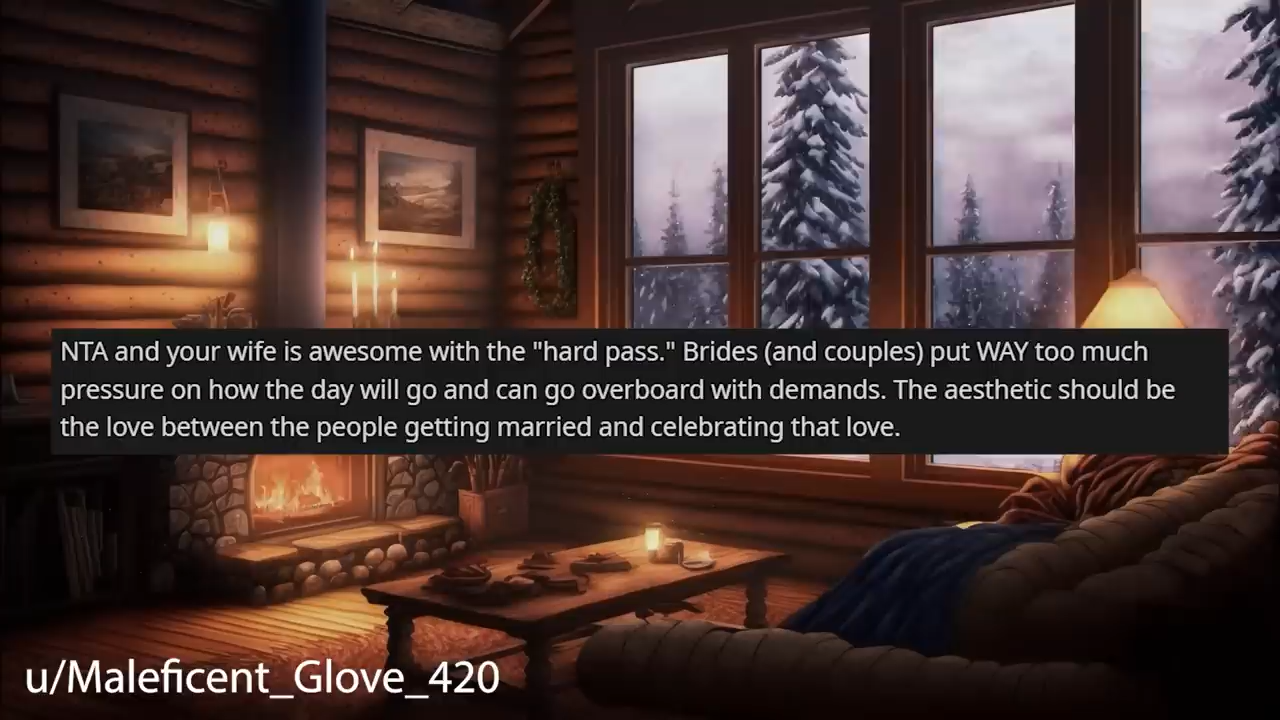 NTA and your wife is awesome with the "hard pass." Brides (and couples) put WAY too much
pressure on how the day will go and can go overboard with demands. The aesthetic should be
the love between the people getting married and celebrating that love.
u/Maleficent_Glove_420